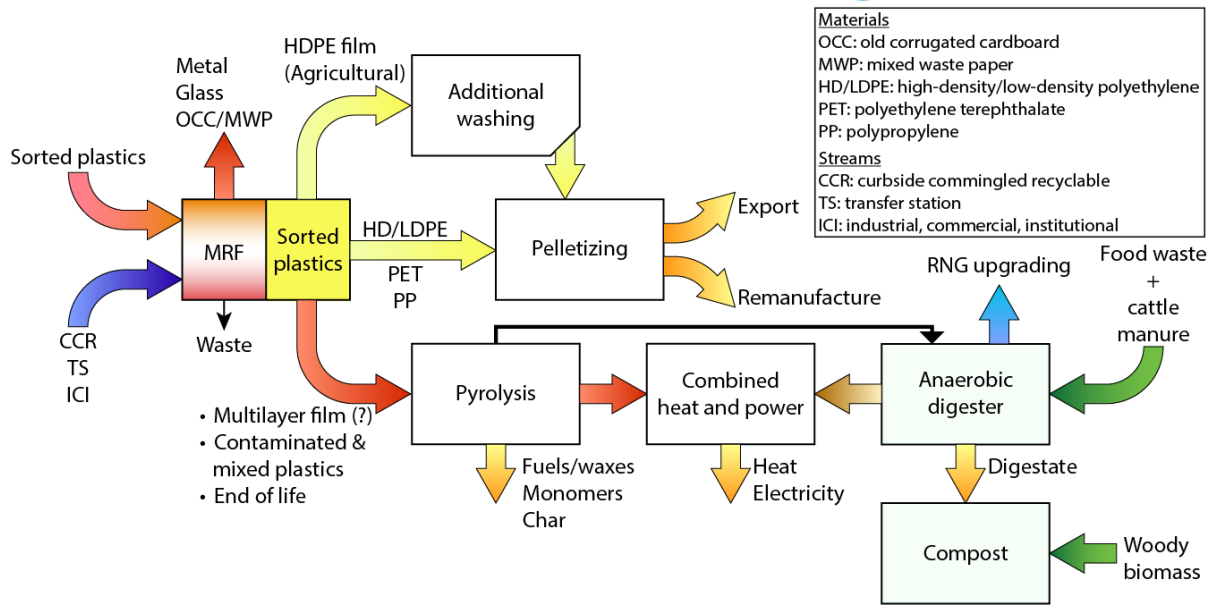 Materials
OCC: old corrugated cardboard
MWP: mixed waste paper
HD/LDPE: high-density/low-density polyethylene
PET: polyethylene terephthalate
PP: polypropylene
Streams
CCR: curbside commingled recyclable
TS: transfer station
ICI: industrial, commercial, institutional
HDPE film
(Agricultural)
Metal
Glass
OCC/MWP
Additional
washing
Sorted plastics
MRF
Sorted
plastics
HD/LDPE
PET
PP
Pelletizing
Export
Remanufacture
CCR
TS
ICI
Waste
RNG upgrading
Food waste
+
cattle
manure
• Multilayer film (?)
• Contaminated &
mixed plastics
• End of life
Pyrolysis
Combined
heat and power
Anaerobic
digester
Fuels/waxes
Monomers
Char
Heat
Electricity
Digestate
Compost
Woody
biomass